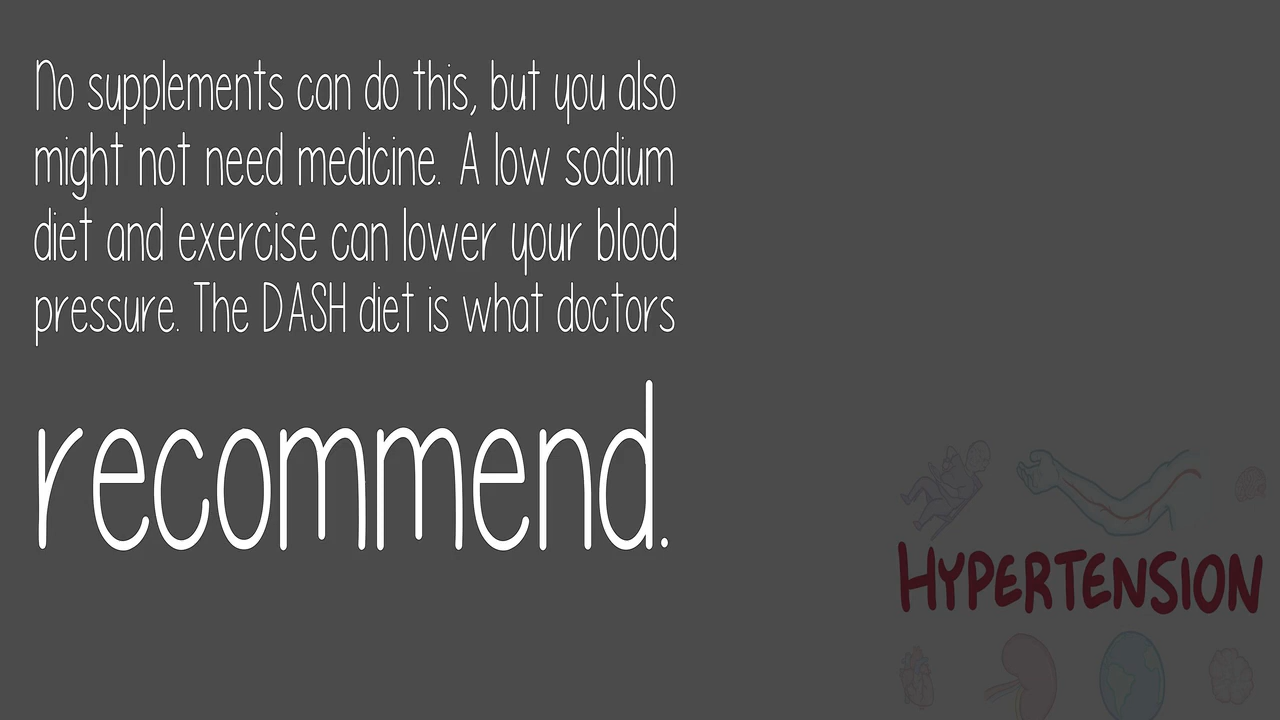 No supplements can do this, but you also
might not need medicine. A low sodium
diet and exercise can lower your blood
pressure. The DASH diet is what doctors
recommend.
HYPERTENSION